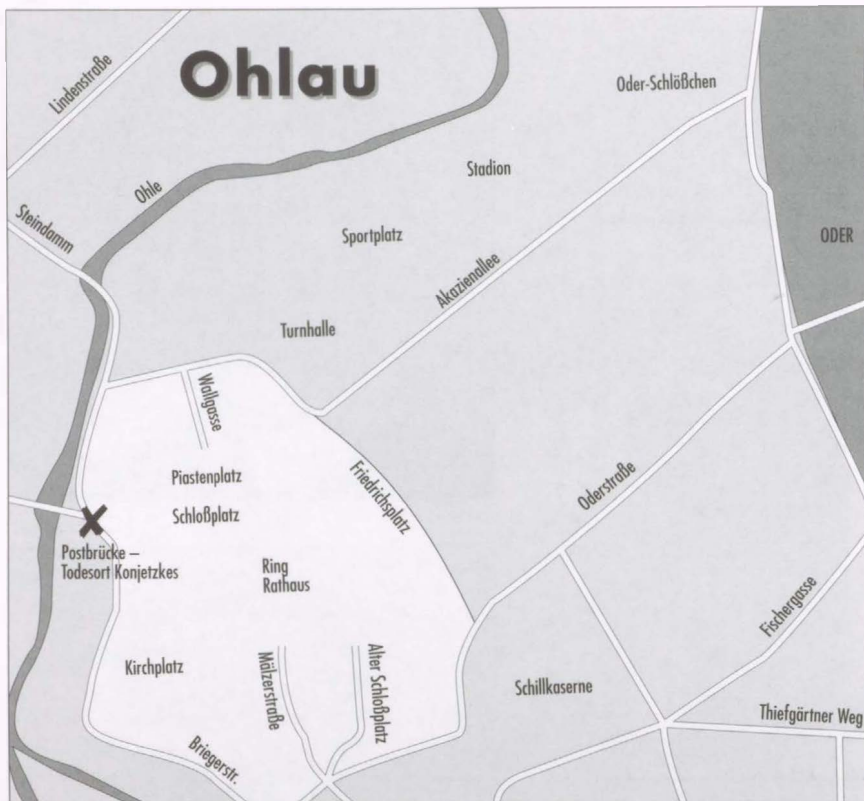 Ohlau
Lindenstraße
Oder-Schlößchen
Stadion
Ohle
Steindamm
Sportplatz
ODER
Akazienallee
Turnhalle
Wallgasse
Piastenplatz
Friedrichsplatz
Oderstraße
Schloßplatz
Postbrücke –
Todesort Konjetzkes
Ring
Rathaus
Fischergasse
Kirchplatz
Mälzerstraße
Alter Schloßplatz
Schillkaserne
Thiefgärtner Weg
Briegerstr.